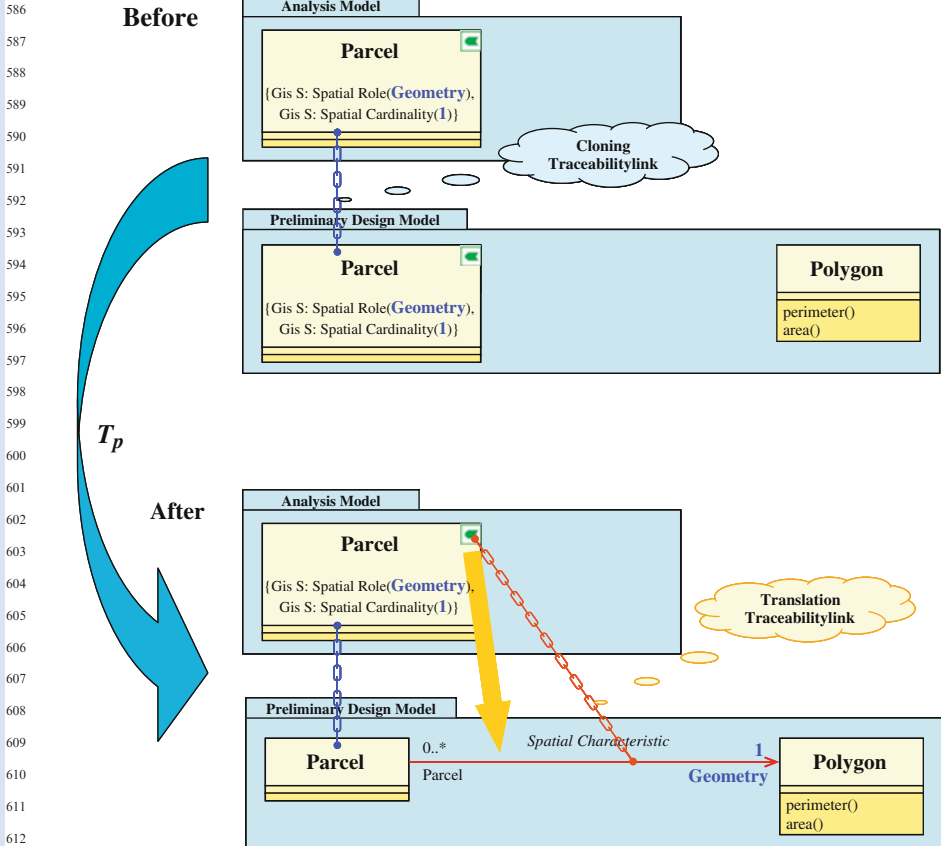 586
587
588
589
590
591
592
593
594
595
596
597
598
599
600
601
602
603
604
605
606
607
608
609
610
611
612
Before
Analysis Model
Parcel
{Gis S: Spatial Role(Geometry),
Gis S: Spatial Cardinality(1)}
Cloning
Traceabilitylink
Preliminary Design Model
Parcel
{Gis S: Spatial Role(Geometry),
Gis S: Spatial Cardinality(1)}
Polygon
perimeter()
area()
Tp
After
Analysis Model
Parcel
{Gis S: Spatial Role(Geometry),
Gis S: Spatial Cardinality(1)}
Translation
Traceabilitylink
Preliminary Design Model
Parcel
0..*
Parcel
Spatial Characteristic
1
Geometry
Polygon
perimeter()
area()